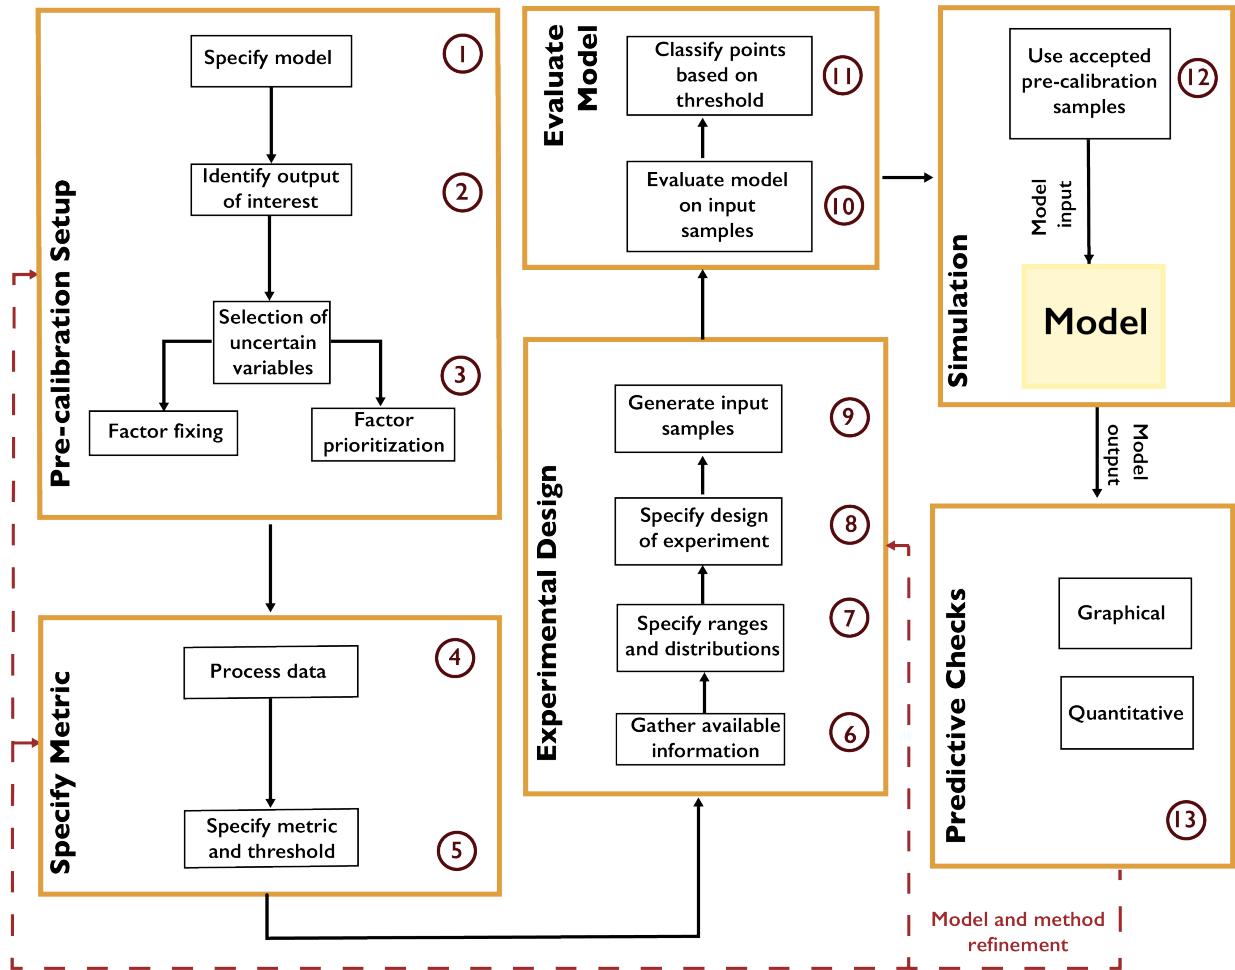 Pre-calibration Setup
Specify model
1
Identify output
of interest
2
Selection of
uncertain
variables
3
Factor fixing
Factor
prioritization
Specify Metric
Process data
4
Specify metric
and threshold
5
Experimental Design
Generate input
samples
9
Specify design
of experiment
8
Specify ranges
and distributions
7
Gather available
information
6
Evaluate
Model
Classify points
based on
threshold
11
Evaluate model
on input
samples
10
Simulation
Use accepted
pre-calibration
samples
12
Model
input
Model
Model
output
Predictive Checks
Graphical
Quantitative
13
Model and method
refinement